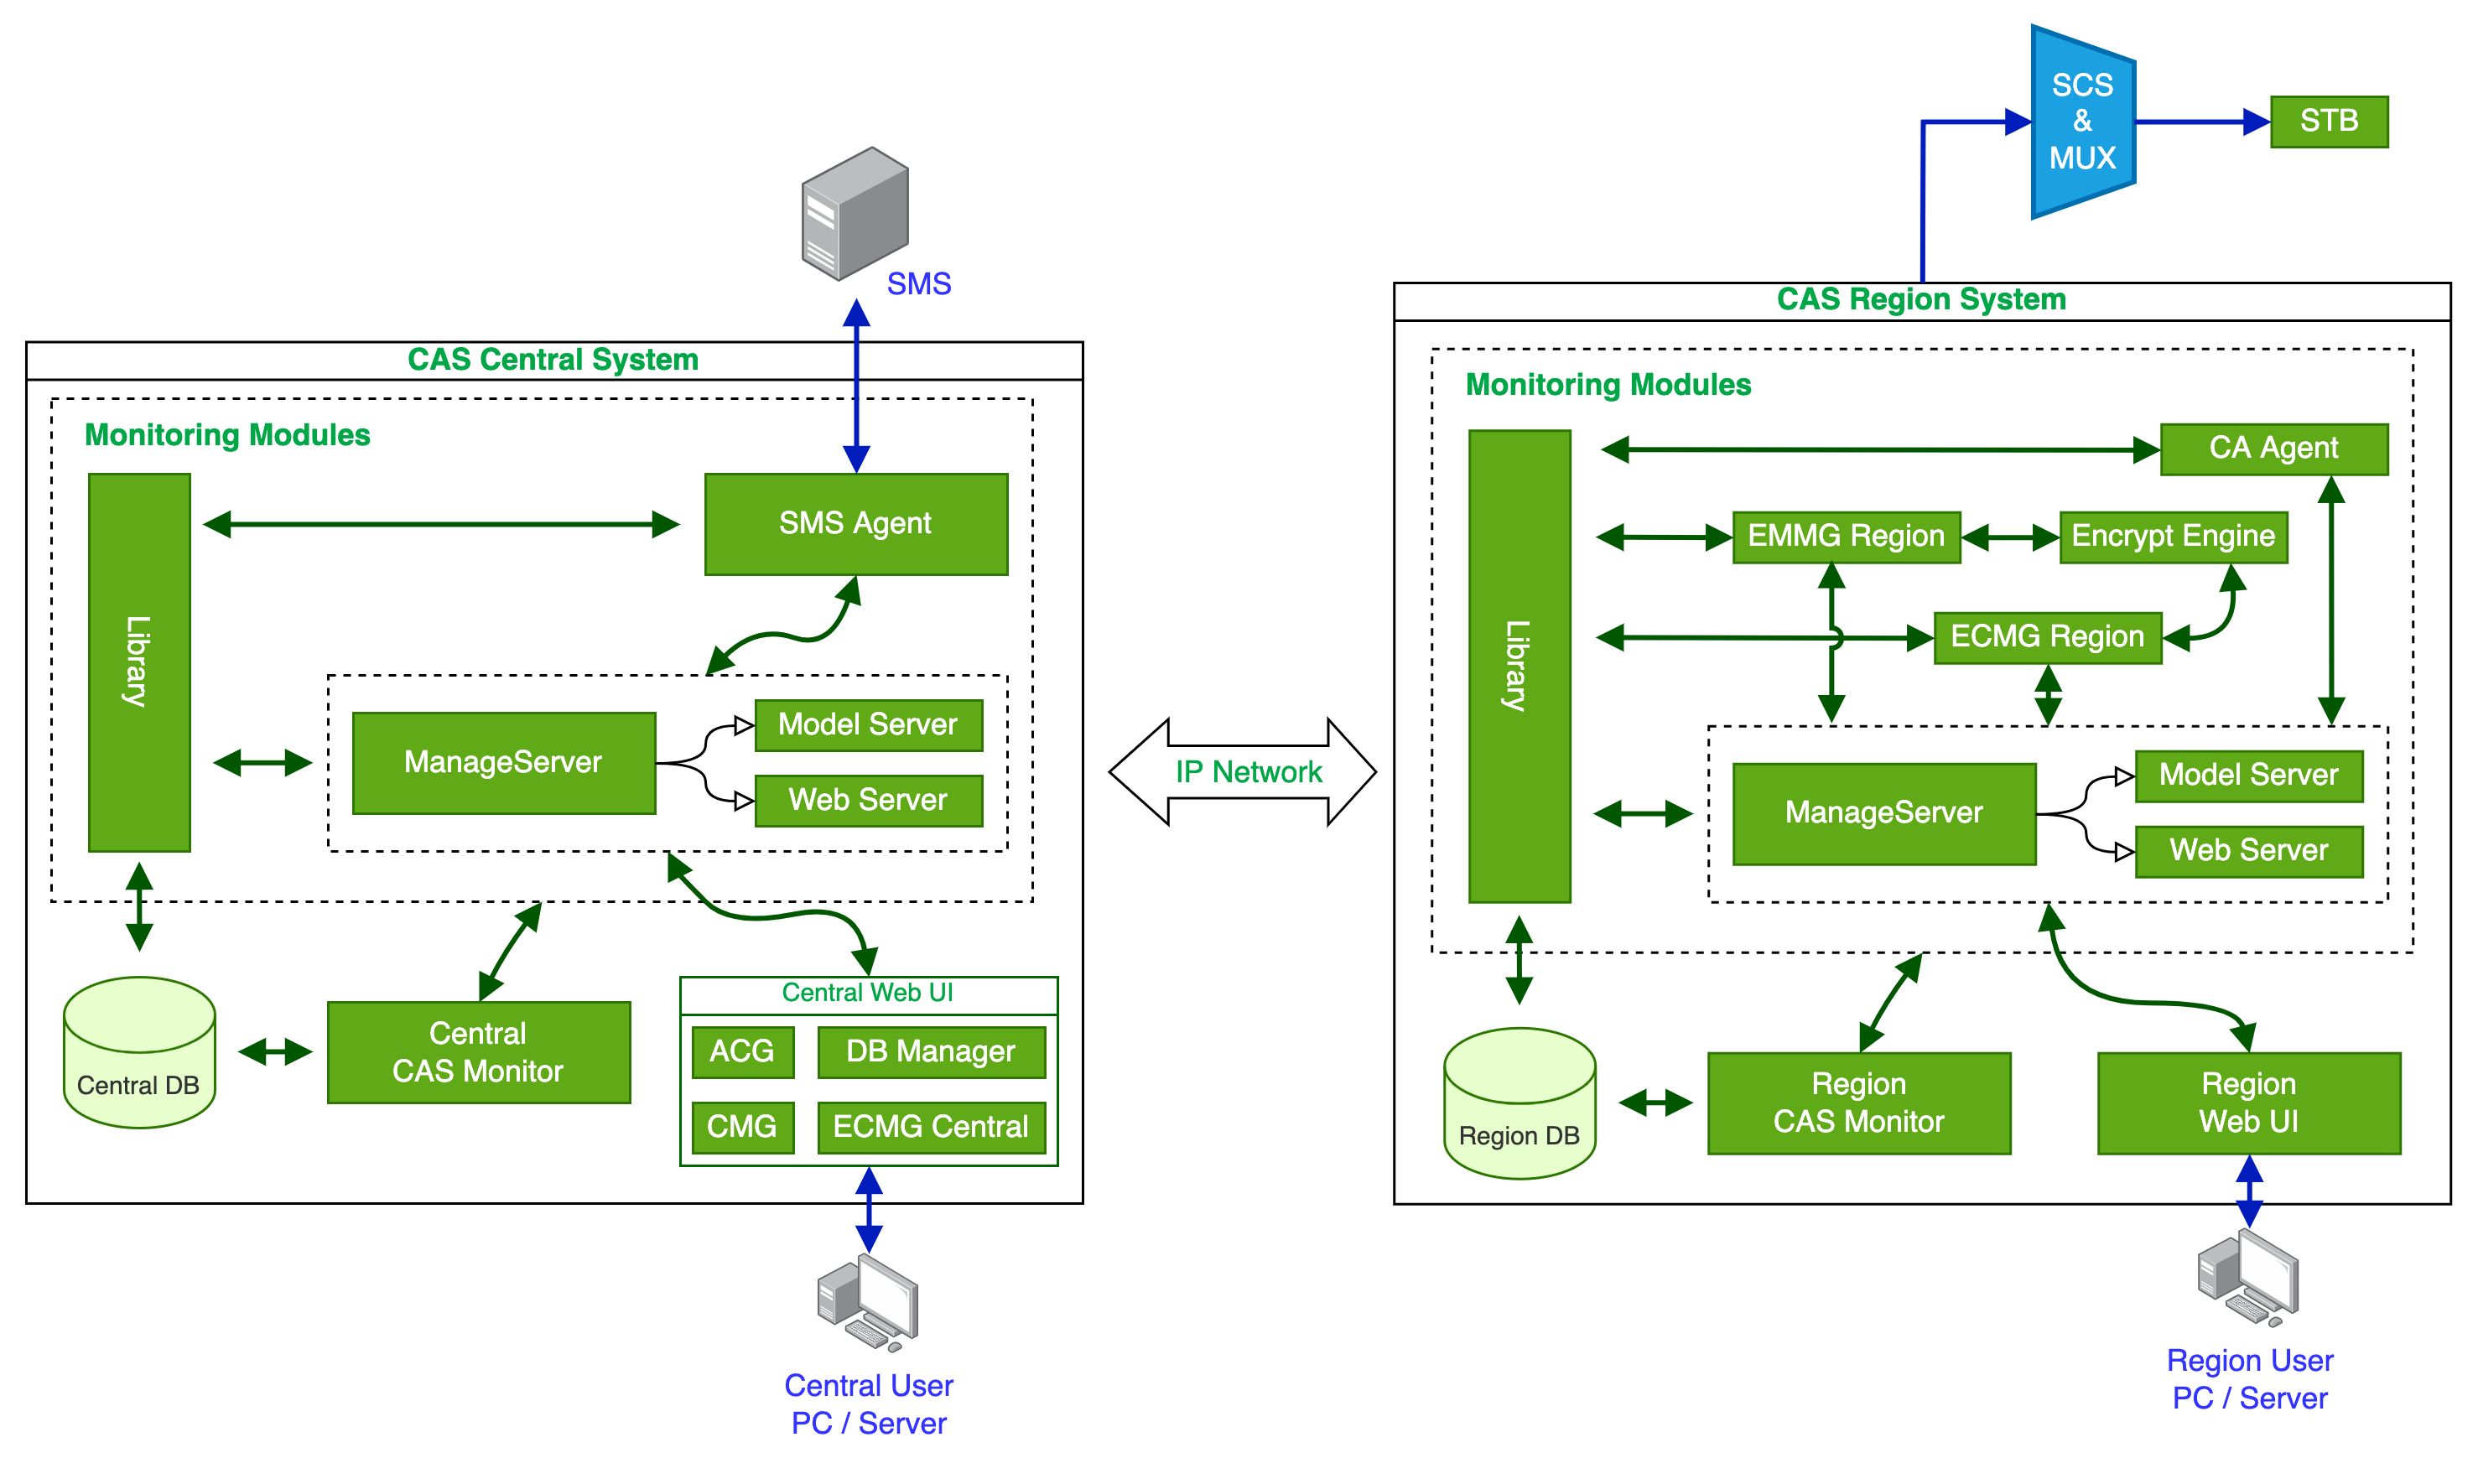 SCS
&
MUX
STB
SMS
CAS Central System
Monitoring Modules
Library
SMS Agent
ManageServer
Model Server
Web Server
Central DB
Central
CAS Monitor
Central Web UI
ACG
DB Manager
CMG
ECMG Central
Central User
PC / Server
IP Network
CAS Region System
Monitoring Modules
Library
CA Agent
EMMG Region
Encrypt Engine
ECMG Region
ManageServer
Model Server
Web Server
Region DB
Region
CAS Monitor
Region
Web UI
Region User
PC / Server